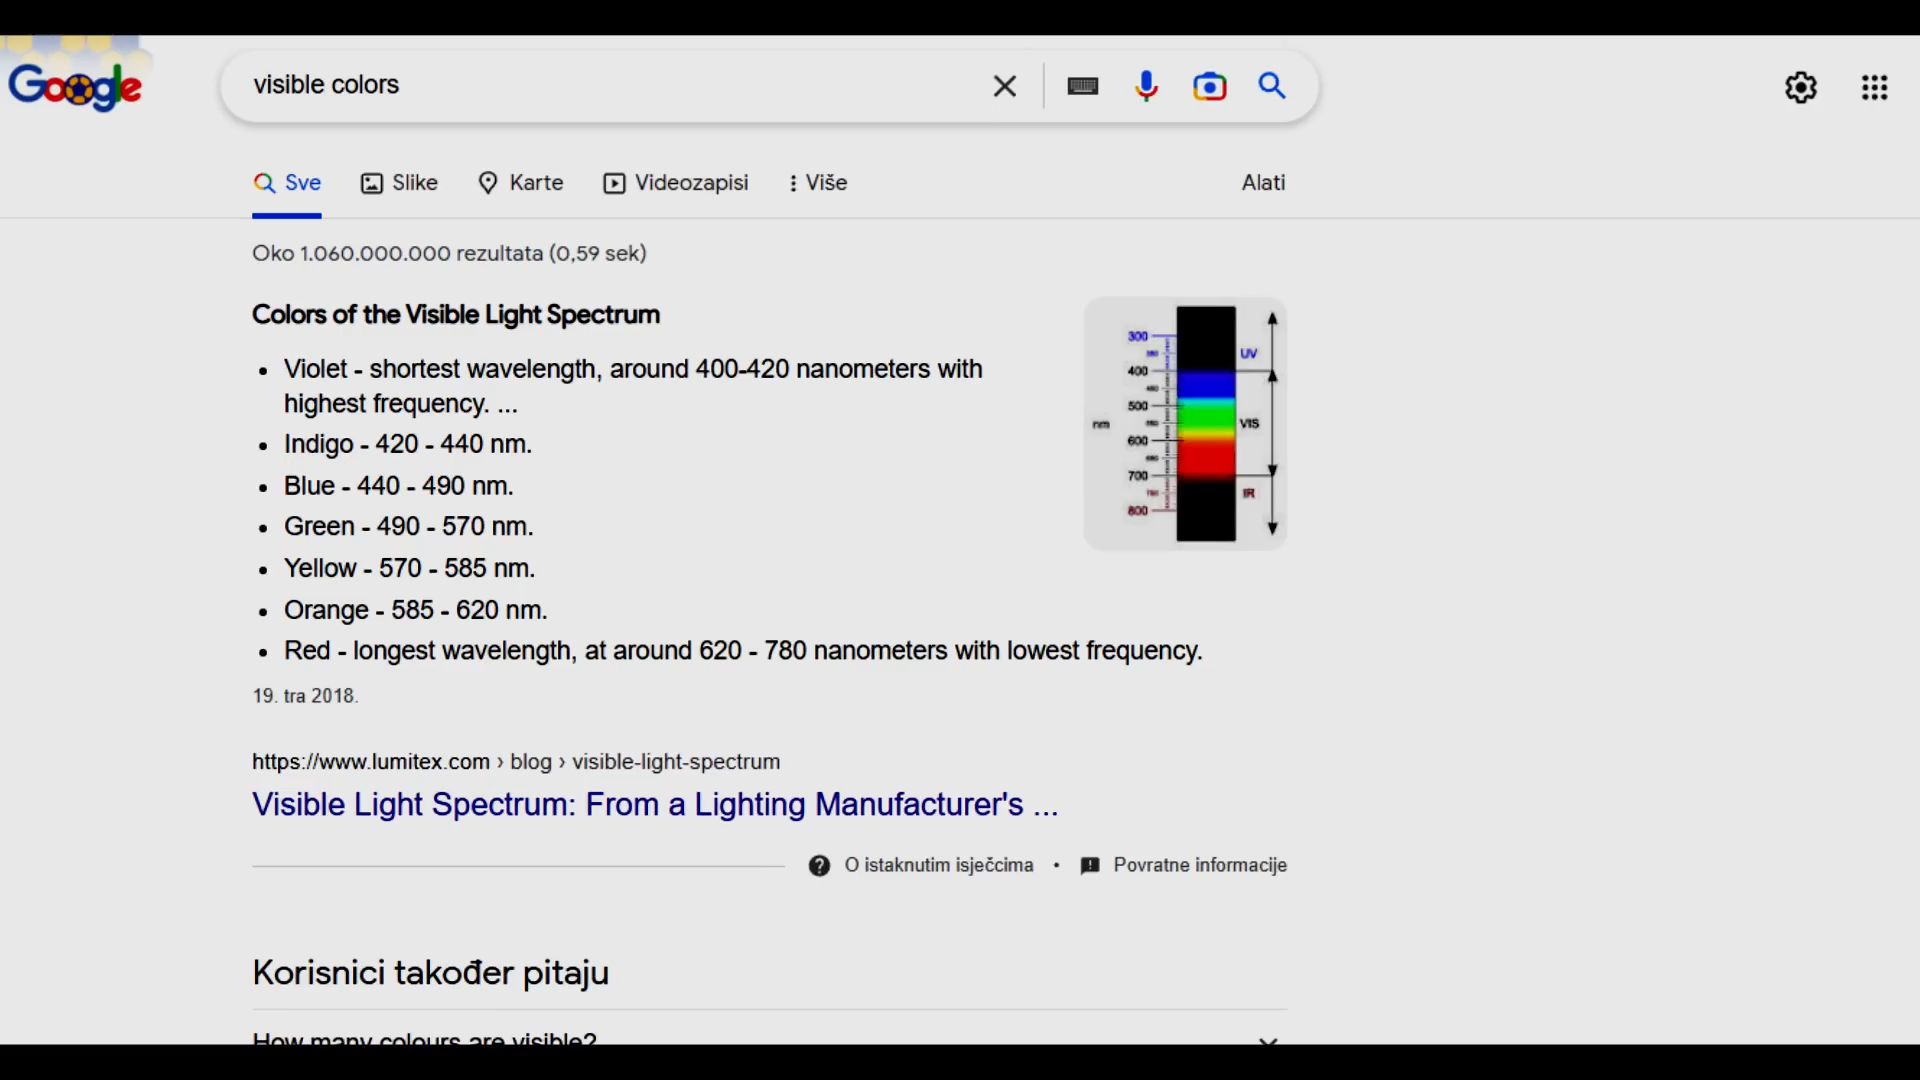 Google
visible colors
Sve Slike Karte Videozapisi Više Alati
Oko 1.060.000.000 rezultata (0,59 sek)
Colors of the Visible Light Spectrum
• Violet - shortest wavelength, around 400-420 nanometers with
highest frequency. ...
• Indigo - 420 - 440 nm.
• Blue - 440 - 490 nm.
• Green - 490 - 570 nm.
• Yellow - 570 - 585 nm.
• Orange - 585 - 620 nm.
• Red - longest wavelength, at around 620 - 780 nanometers with lowest frequency.
19. tra 2018.
300
UV
400
500
nm
VIS
600
700
IR
800
https://www.lumitex.com › blog › visible-light-spectrum
Visible Light Spectrum: From a Lighting Manufacturer's ...
O istaknutim isječcima • Povratne informacije
Korisnici također pitaju
How many colours are visible?